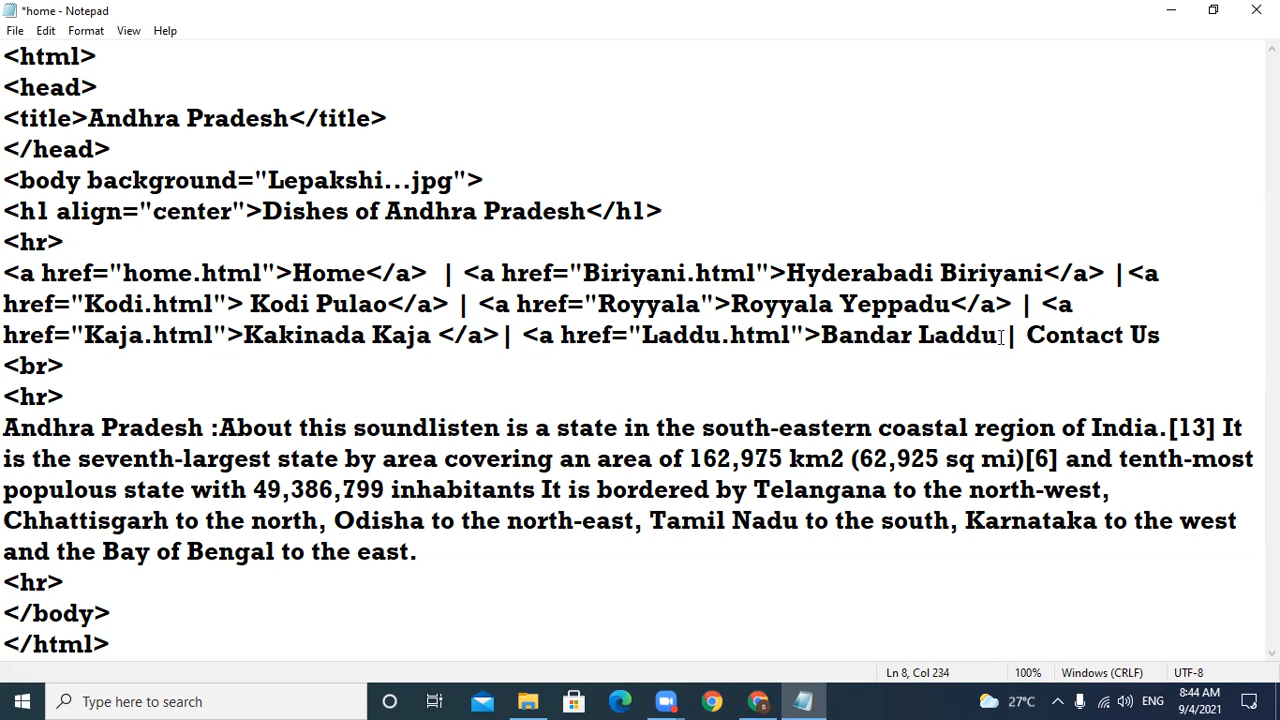 *home - Notepad
File Edit Format View Help
<html>
<head>
<title>Andhra Pradesh</title>
</head>
<body background="Lepakshi...jpg">
<h1 align="center">Dishes of Andhra Pradesh</h1>
<hr>
<a href="home.html">Home</a>  | <a href="Biriyani.html">Hyderabadi Biriyani</a> |<a
href="Kodi.html"> Kodi Pulao</a> | <a href="Royyala">Royyala Yeppadu</a> | <a
href="Kaja.html">Kakinada Kaja </a>| <a href="Laddu.html">Bandar Laddu | Contact Us
<br>
<hr>
Andhra Pradesh :About this soundlisten is a state in the south-eastern coastal region of India.[13] It
is the seventh-largest state by area covering an area of 162,975 km2 (62,925 sq mi)[6] and tenth-most
populous state with 49,386,799 inhabitants It is bordered by Telangana to the north-west,
Chhattisgarh to the north, Odisha to the north-east, Tamil Nadu to the south, Karnataka to the west
and the Bay of Bengal to the east.
<hr>
</body>
</html>
Ln 8, Col 234 100% Windows (CRLF) UTF-8
Type here to search 27°C ENG 8:44 AM
9/4/2021